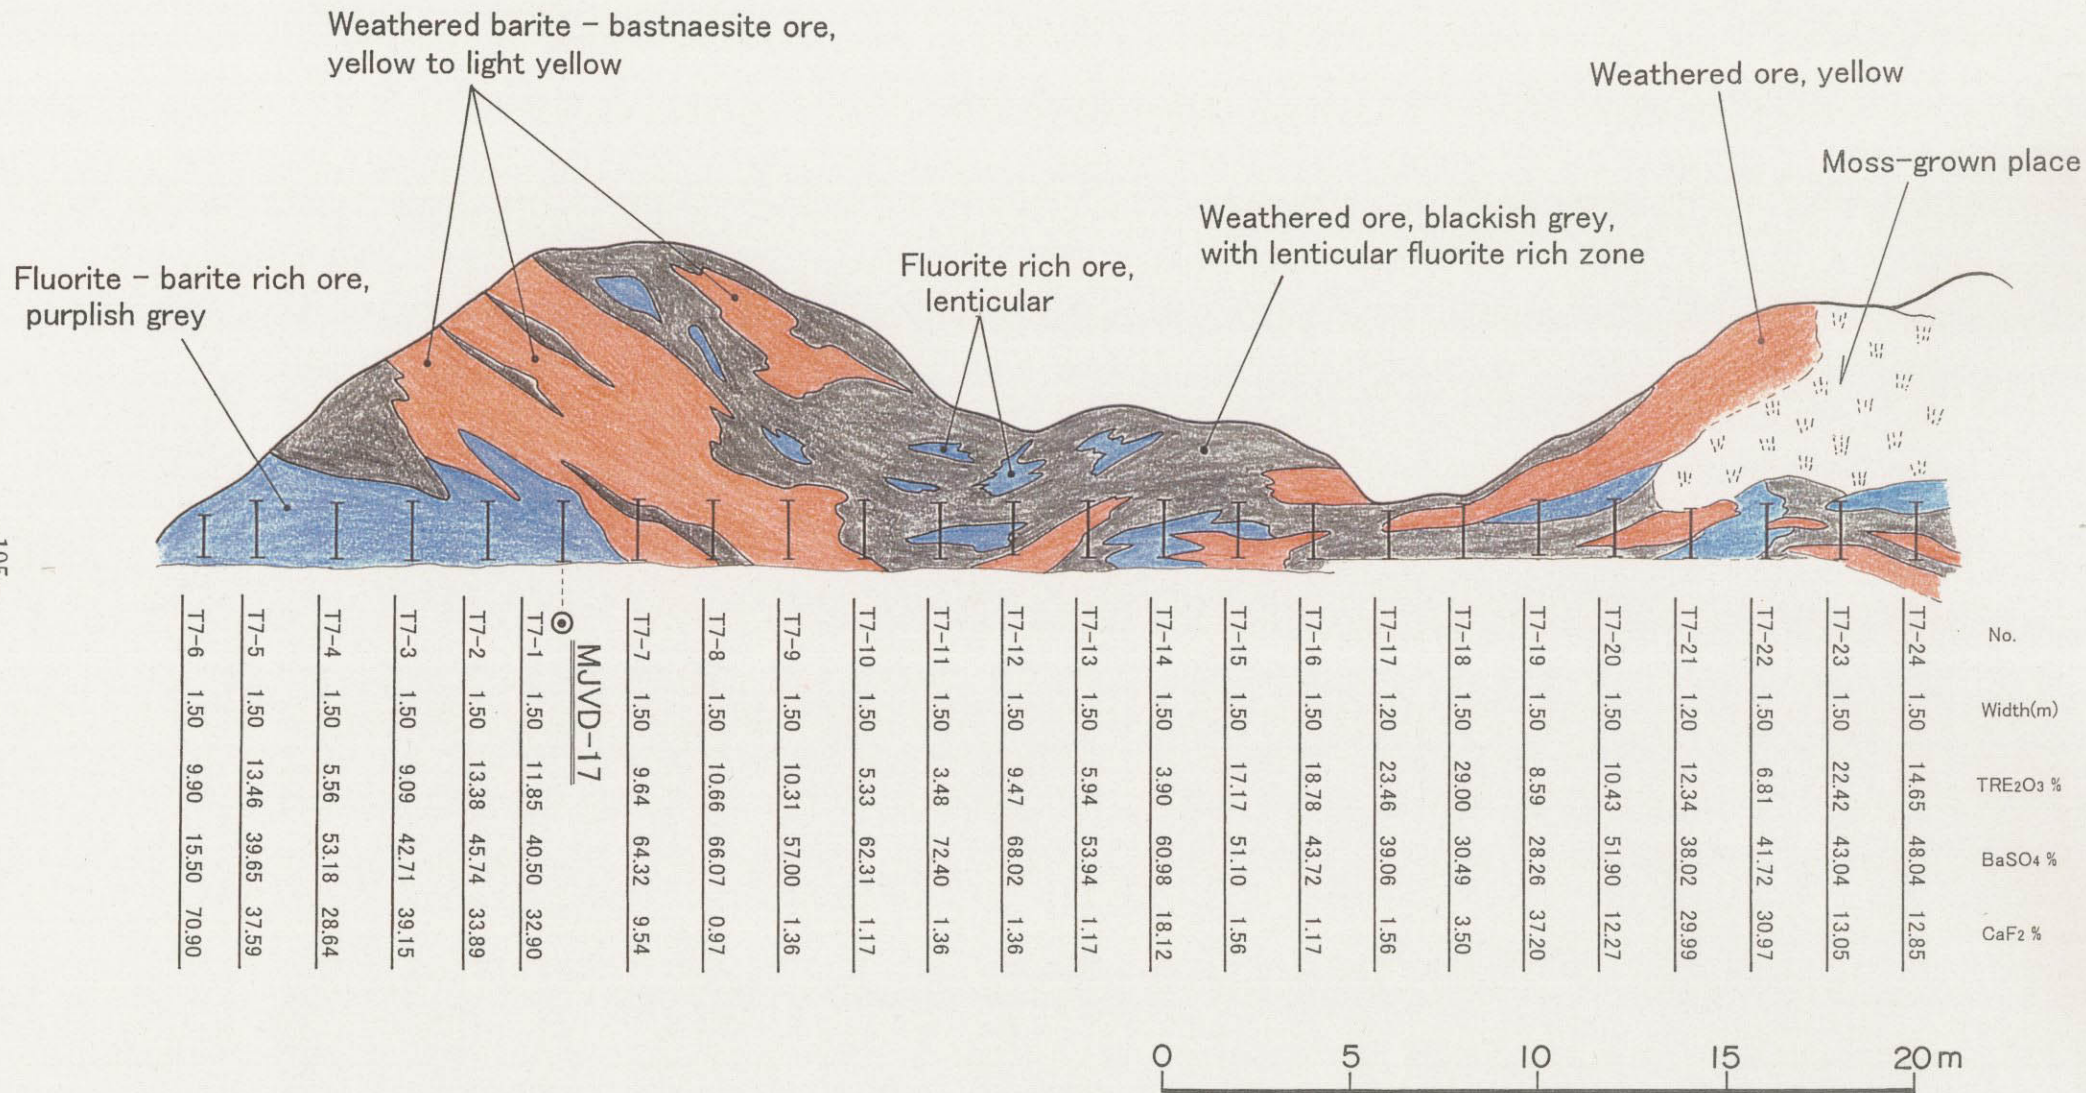 Weathered barite – bastnaesite ore,
yellow to light yellow
Weathered ore, yellow
Moss-grown place
Weathered ore, blackish grey,
with lenticular fluorite rich zone
Fluorite rich ore,
lenticular
Fluorite – barite rich ore,
purplish grey
T7-6 1.50 9.90 15.50 70.90
T7-5 1.50 13.46 39.65 37.59
T7-4 1.50 5.56 53.18 28.64
T7-3 1.50 9.09 42.71 39.15
T7-2 1.50 13.38 45.74 33.89
T7-1 1.50 11.85 40.50 32.90
MJVD-17
T7-7 1.50 9.64 64.32 9.54
T7-8 1.50 10.66 66.07 0.97
T7-9 1.50 10.31 57.00 1.36
T7-10 1.50 5.33 62.31 1.17
T7-11 1.50 3.48 72.40 1.36
T7-12 1.50 9.47 68.02 1.36
T7-13 1.50 5.94 53.94 1.17
T7-14 1.50 3.90 60.98 18.12
T7-15 1.50 17.17 51.10 1.56
T7-16 1.50 18.78 43.72 1.17
T7-17 1.20 23.46 39.06 1.56
T7-18 1.50 29.00 30.49 3.50
T7-19 1.50 8.59 28.26 37.20
T7-20 1.50 10.43 51.90 12.27
T7-21 1.20 12.34 38.02 29.99
T7-22 1.50 6.81 41.72 30.97
T7-23 1.50 22.42 43.04 13.05
T7-24 1.50 14.65 48.04 12.85
No.
Width(m)
TRE2O3 %
BaSO4 %
CaF2 %
0 5 10 15 20 m